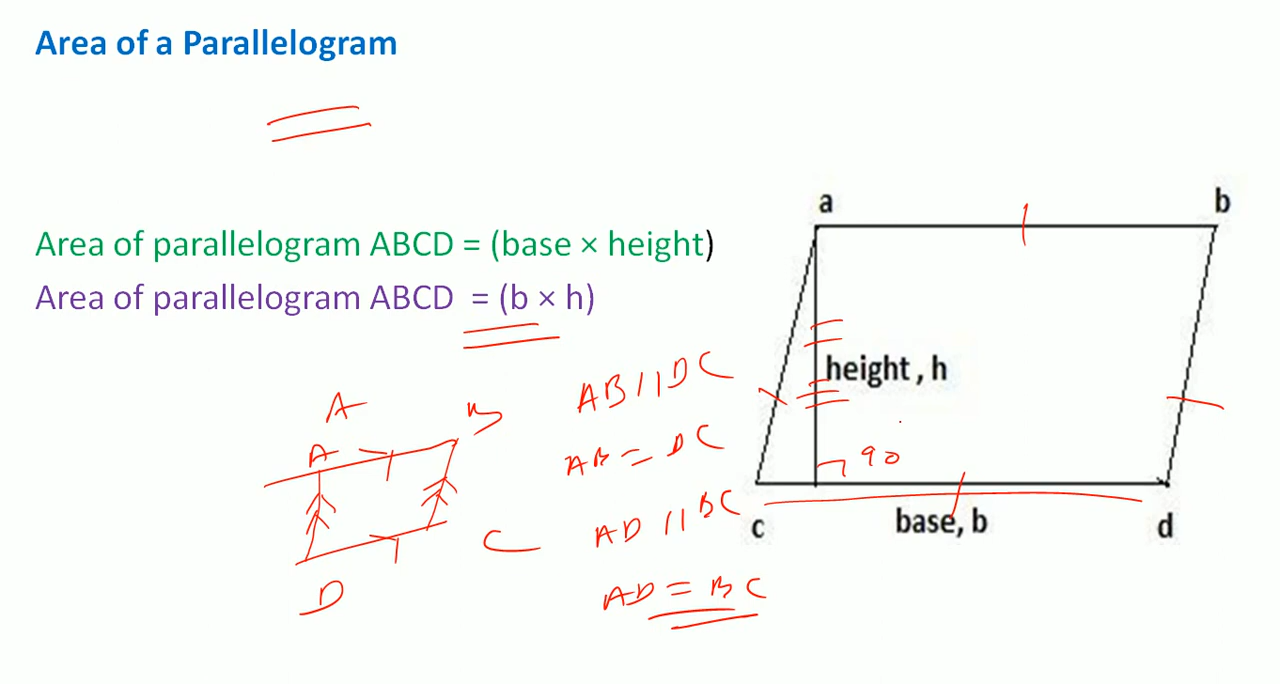 Area of a Parallelogram
a
b
Area of parallelogram ABCD = (base × height)
Area of parallelogram ABCD = (b × h)
height , h
90
c
base, b
d
A
B
A
C
D
AB // DC
AB = DC
AD // BC
AD = BC